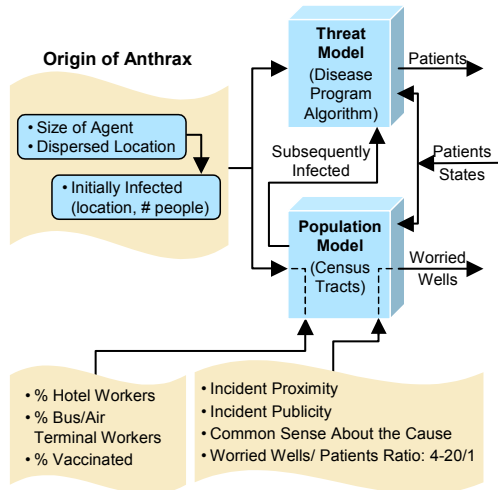 Origin of Anthrax
• Size of Agent
• Dispersed Location
• Initially Infected
(location, # people)
Threat
Model
(Disease
Program
Algorithm)
Patients
Subsequently
Infected
Patients
States
Population
Model
(Census
Tracts)
Worried
Wells
• % Hotel Workers
• % Bus/Air
Terminal Workers
• % Vaccinated
• Incident Proximity
• Incident Publicity
• Common Sense About the Cause
• Worried Wells/ Patients Ratio: 4-20/1